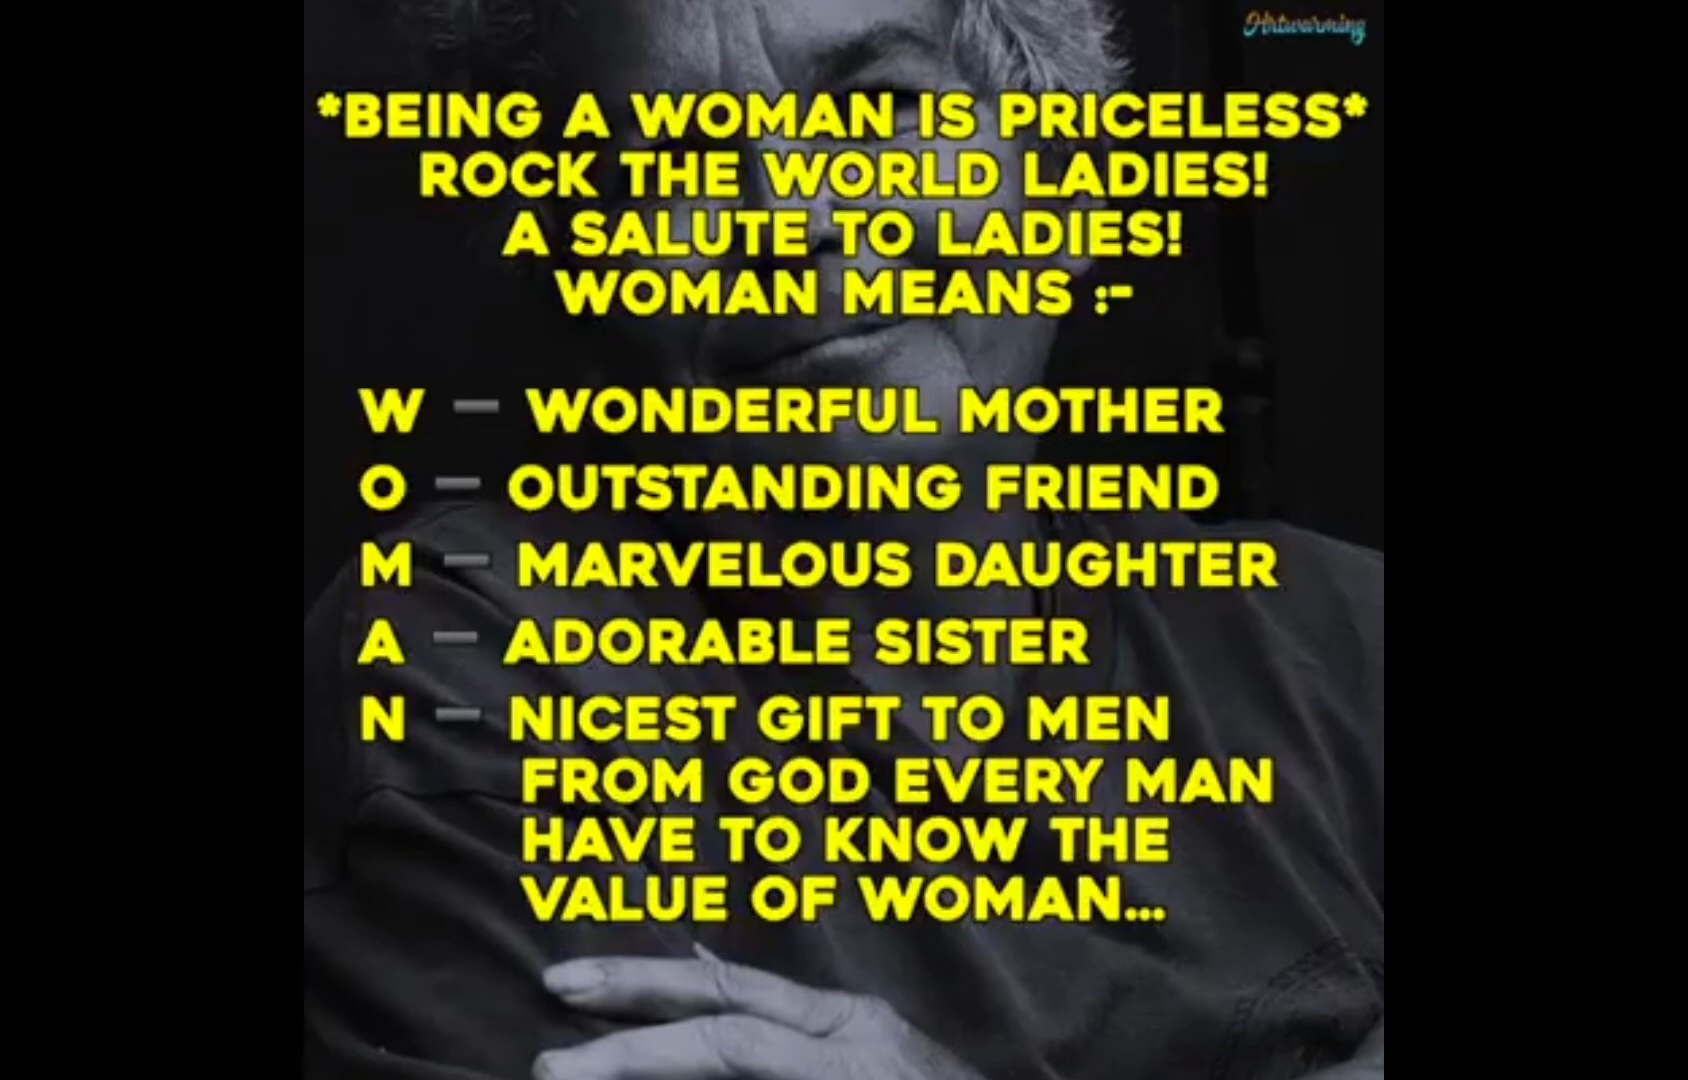 Artwarming
*BEING A WOMAN IS PRICELESS*
ROCK THE WORLD LADIES!
A SALUTE TO LADIES!
WOMAN MEANS :-
W – WONDERFUL MOTHER
O – OUTSTANDING FRIEND
M – MARVELOUS DAUGHTER
A – ADORABLE SISTER
N – NICEST GIFT TO MEN
FROM GOD EVERY MAN
HAVE TO KNOW THE
VALUE OF WOMAN...